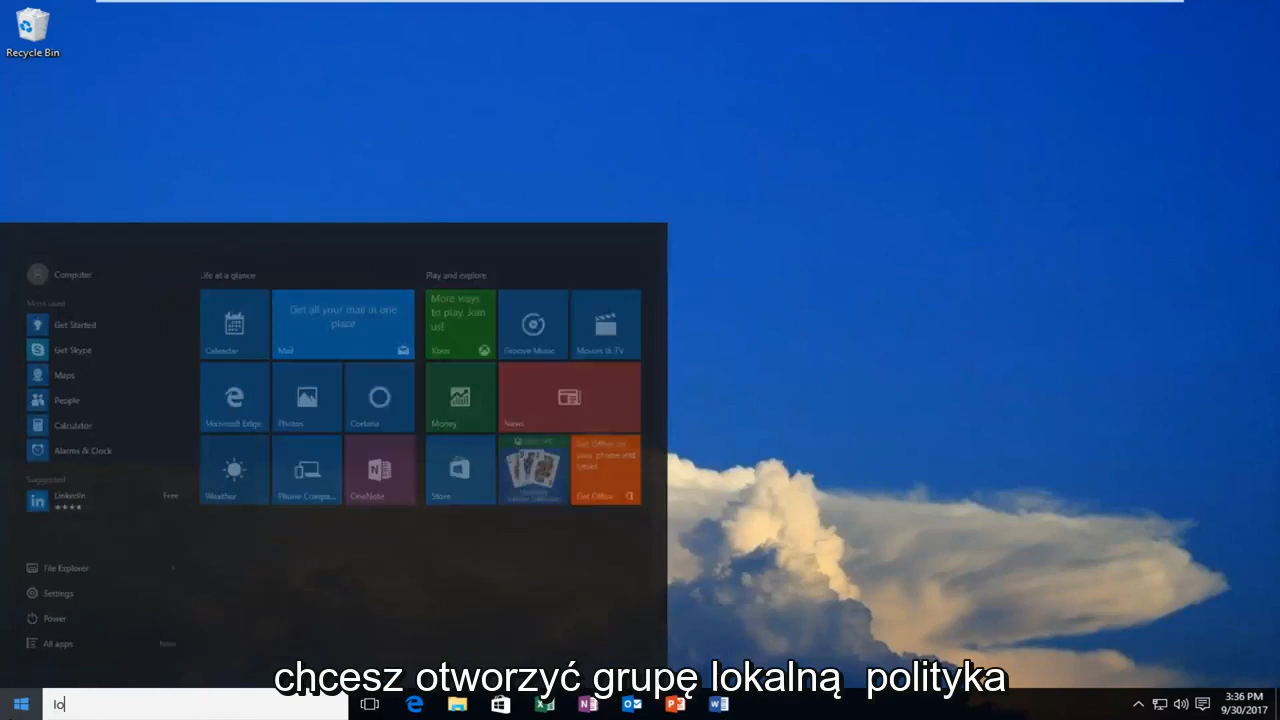 Recycle Bin
Computer
Life at a glance
Play and explore
Most used
Get Started
Get Skype
Maps
People
Calculator
Alarms & Clock
Suggested
LinkedIn
Free
File Explorer
Settings
Power
All apps
New
Calendar
Get all your mail in one
place
Mail
Microsoft Edge
Photos
Cortana
Weather
Phone Compa...
OneNote
More ways
to play. Join
us!
Xbox
Groove Music
Movies & TV
Money
News
Store
Get Office on
your phone and
email
Get Office
chcesz otworzyć grupę lokalną polityka
lo
3:36 PM
9/30/2017